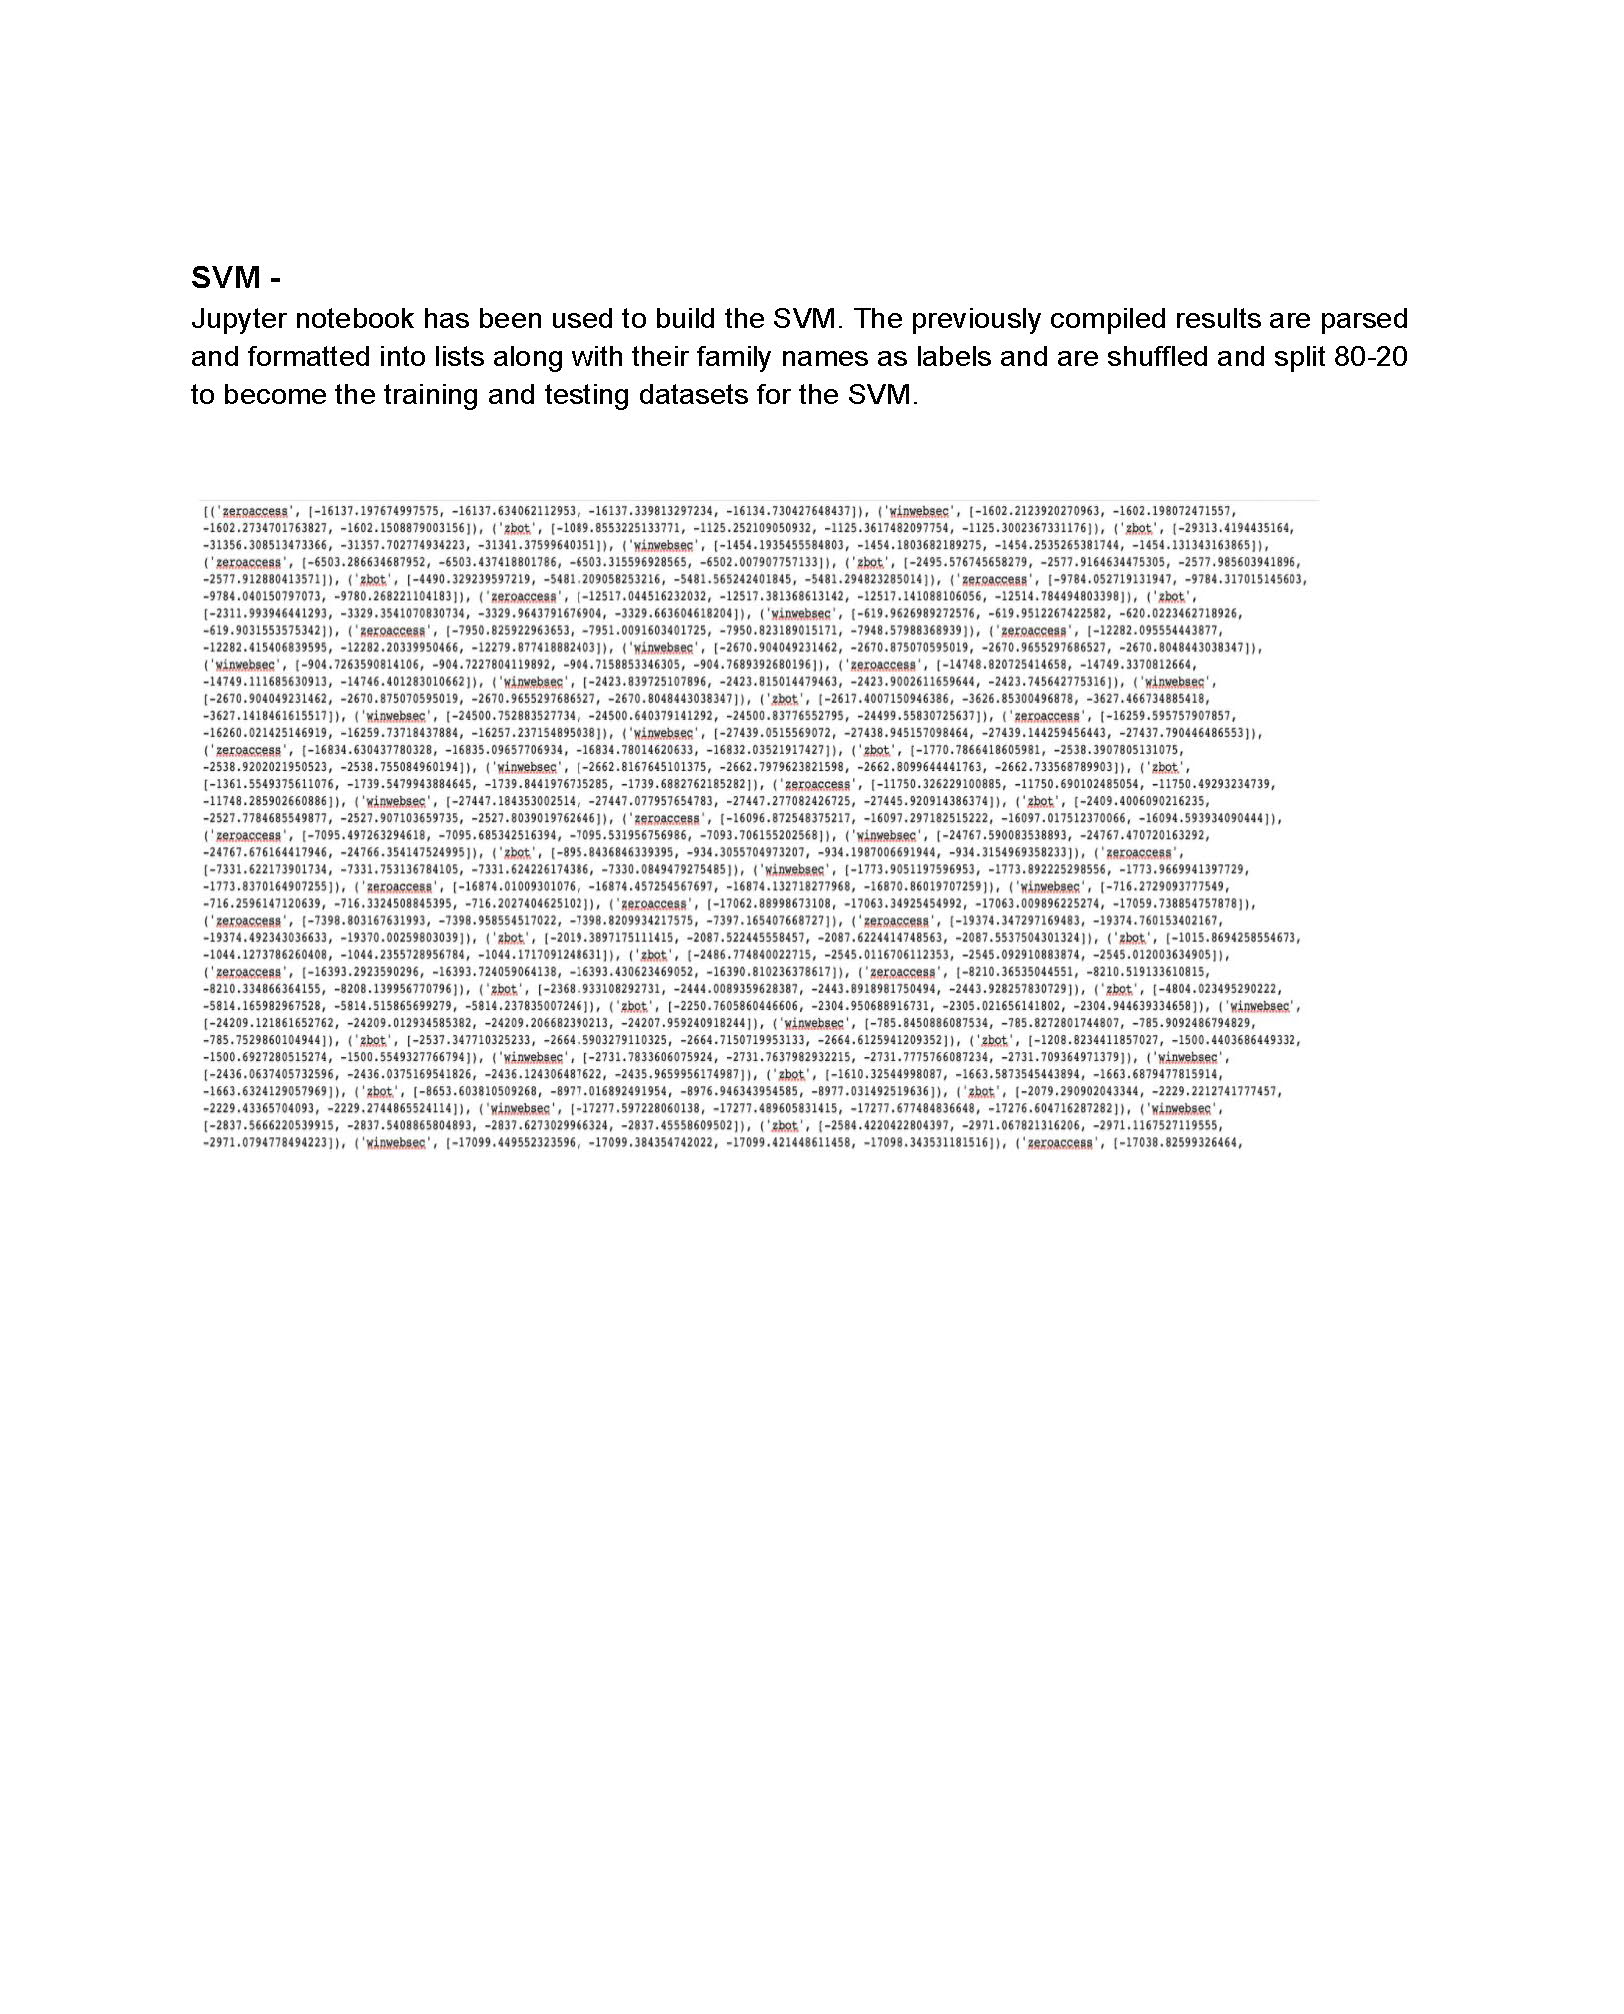 SVM -
Jupyter notebook has been used to build the SVM. The previously compiled results are parsed
and formatted into lists along with their family names as labels and are shuffled and split 80-20
to become the training and testing datasets for the SVM.
[('zeroaccess', [-16137.197674997575, -16137.634062112953, -16137.339813297234, -16134.730427648437]), ('winwebsec', [-1602.2123920270963, -1602.198072471557,
-1602.2734701763827, -1602.1508879003156]), ('zbot', [-1089.8553225133771, -1125.252109050932, -1125.3617482097754, -1125.3002367331176]), ('zbot', [-29313.4194435164,
-31356.308513473366, -31357.702774934223, -31341.37599640351]), ('winwebsec', [-1454.1935455584803, -1454.1803682189275, -1454.2535265381744, -1454.131343163865]),
('zeroaccess', [-6503.286634687952, -6503.437418801786, -6503.315596928565, -6502.007907757133]), ('zbot', [-2495.576745658279, -2577.9164634475305, -2577.985603941896,
-2577.912880413571]), ('zbot', [-4490.329239597219, -5481.209058253216, -5481.565242401845, -5481.294823285014]), ('zeroaccess', [-9784.052719131947, -9784.317015145603,
-9784.040150797073, -9780.268221104183]), ('zeroaccess', [-12517.044516232032, -12517.381368613142, -12517.141088106056, -12514.784494803398]), ('zbot',
[-2311.993946441293, -3329.3541070830734, -3329.9643791676904, -3329.663604618204]), ('winwebsec', [-619.9626989272576, -619.9512267422582, -620.0223462718926,
-619.9031553575342]), ('zeroaccess', [-7950.825922963653, -7951.0091603401725, -7950.823189015171, -7948.57988368939]), ('zeroaccess', [-12282.095554443877,
-12282.415406839595, -12282.20339950466, -12279.877418882403]), ('winwebsec', [-2670.904049231462, -2670.875070595019, -2670.9655297686527, -2670.8048443038347]),
('winwebsec', [-904.7263590814106, -904.7227804119892, -904.7158853346305, -904.7689392680196]), ('zeroaccess', [-14748.820725414658, -14749.3370812664,
-14749.111685630913, -14746.401283010662]), ('winwebsec', [-2423.839725107896, -2423.815014479463, -2423.9002611659644, -2423.745642775316]), ('winwebsec',
[-2670.904049231462, -2670.875070595019, -2670.9655297686527, -2670.8048443038347]), ('zbot', [-2617.4007150946386, -3626.85300496878, -3627.466734885418,
-3627.1418461615517]), ('winwebsec', [-24500.752883527734, -24500.640379141292, -24500.83776552795, -24499.55830725637]), ('zeroaccess', [-16259.595757907857,
-16260.021425146919, -16259.73718437884, -16257.237154895038]), ('winwebsec', [-27439.0515569072, -27438.945157098464, -27439.144259456443, -27437.790446486553]),
('zeroaccess', [-16834.630437780328, -16835.09657706934, -16834.78014620633, -16832.03521917427]), ('zbot', [-1770.7866418605981, -2538.3907805131075,
-2538.9202021950523, -2538.755084960194]), ('winwebsec', [-2662.8167645101375, -2662.7979623821598, -2662.8099644441763, -2662.733568789903]), ('zbot',
[-1361.5549375611076, -1739.5479943884645, -1739.8441976735285, -1739.6882762185282]), ('zeroaccess', [-11750.326229100885, -11750.690102485054, -11750.49293234739,
-11748.285902660886]), ('winwebsec', [-27447.184353002514, -27447.077957654783, -27447.277082426725, -27445.920914386374]), ('zbot', [-2409.4006090216235,
-2527.7784685549877, -2527.907103659735, -2527.8039019762646]), ('zeroaccess', [-16096.872548375217, -16097.297182515222, -16097.017512370066, -16094.593934090444]),
('zeroaccess', [-7095.497263294618, -7095.685342516394, -7095.531956756986, -7093.706155202568]), ('winwebsec', [-24767.590083538893, -24767.470720163292,
-24767.676164417946, -24766.354147524995]), ('zbot', [-895.8436846339395, -934.3055704973207, -934.1987006691944, -934.3154969358233]), ('zeroaccess',
[-7331.622173901734, -7331.753136784105, -7331.624226174386, -7330.0849479275485]), ('winwebsec', [-1773.9051197596953, -1773.892225298556, -1773.9669941397729,
-1773.8370164907255]), ('zeroaccess', [-16874.01009301076, -16874.457254567697, -16874.132718277968, -16870.86019707259]), ('winwebsec', [-716.2729093777549,
-716.2596147120639, -716.3324508845395, -716.2027404625102]), ('zeroaccess', [-17062.88998673108, -17063.34925454992, -17063.009896225274, -17059.738854757878]),
('zeroaccess', [-7398.803167631993, -7398.958554517022, -7398.8209934217575, -7397.165407668727]), ('zeroaccess', [-19374.347297169483, -19374.760153402167,
-19374.492343036633, -19370.00259803039]), ('zbot', [-2019.3897175111415, -2087.522445558457, -2087.6224414748563, -2087.5537504301324]), ('zbot', [-1015.8694258554673,
-1044.1273786260408, -1044.2355728956784, -1044.1717091248631]), ('zbot', [-2486.774840022715, -2545.0116706112353, -2545.092910883874, -2545.012003634905]),
('zeroaccess', [-16393.2923590296, -16393.724059064138, -16393.430623469052, -16390.810236378617]), ('zeroaccess', [-8210.36535044551, -8210.519133610815,
-8210.334866364155, -8208.139956770796]), ('zbot', [-2368.933108292731, -2444.0089359628387, -2443.8918981750494, -2443.928257830729]), ('zbot', [-4804.023495290222,
-5814.165982967528, -5814.515865699279, -5814.237835007246]), ('zbot', [-2250.7605860446606, -2304.950688916731, -2305.021656141802, -2304.944639334658]), ('winwebsec',
[-24209.121861652762, -24209.012934585382, -24209.206682390213, -24207.959240918244]), ('winwebsec', [-785.8450886087534, -785.8272801744807, -785.9092486794829,
-785.7529860104944]), ('zbot', [-2537.347710325233, -2664.5903279110325, -2664.7150719953133, -2664.6125941209352]), ('zbot', [-1208.8234411857027, -1500.4403686449332,
-1500.6927280515274, -1500.5549327766794]), ('winwebsec', [-2731.7833606075924, -2731.7637982932215, -2731.7775766087234, -2731.709364971379]), ('winwebsec',
[-2436.0637405732596, -2436.0375169541826, -2436.124306487622, -2435.9659956174987]), ('zbot', [-1610.32544998087, -1663.5873545443894, -1663.6879477815914,
-1663.6324129057969]), ('zbot', [-8653.603810509268, -8977.016892491954, -8976.946343954585, -8977.031492519636]), ('zbot', [-2079.290902043344, -2229.2212741777457,
-2229.43365704093, -2229.2744865524114]), ('winwebsec', [-17277.597228060138, -17277.489605831415, -17277.677484836648, -17276.604716287282]), ('winwebsec',
[-2837.5666220539915, -2837.5408865804893, -2837.6273029966324, -2837.45558609502]), ('zbot', [-2584.4220422804397, -2971.067821316206, -2971.1167527119555,
-2971.0794778494223]), ('winwebsec', [-17099.449552323596, -17099.384354742022, -17099.421448611458, -17098.343531181516]), ('zeroaccess', [-17038.82599326464,